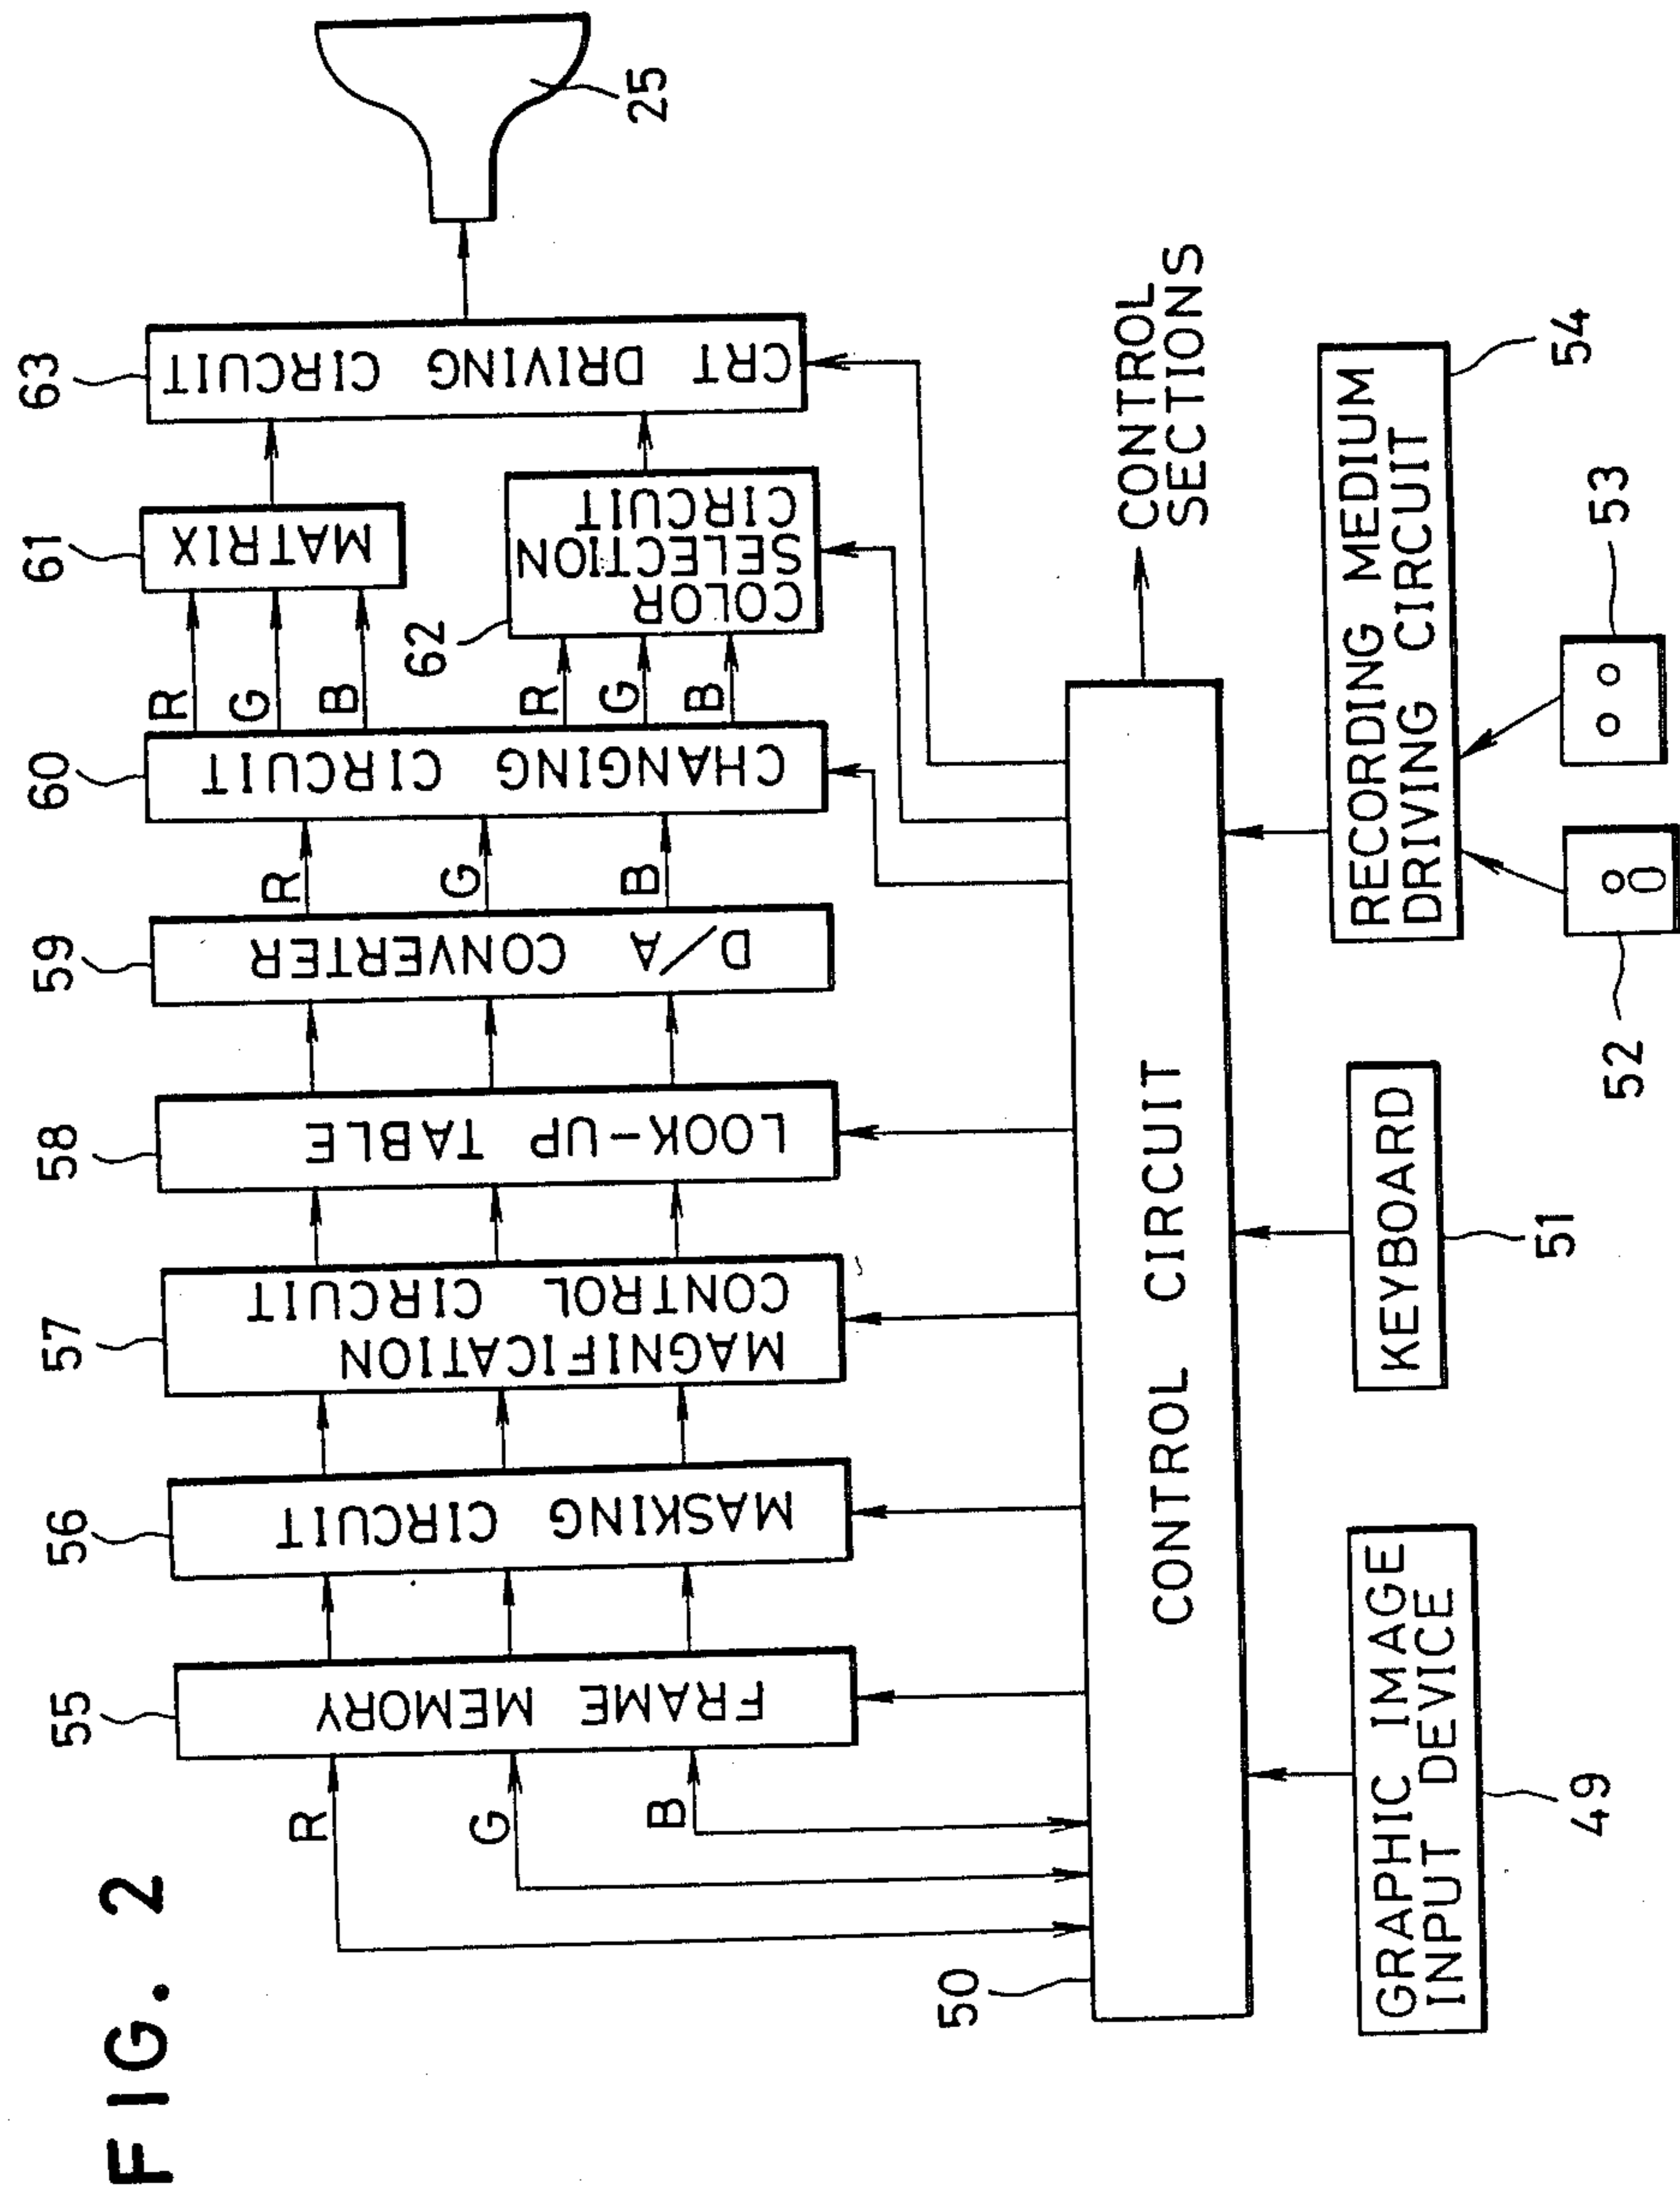 FIG. 2
55
FRAME MEMORY
56
MASKING CIRCUIT
57
MAGNIFICATION
CONTROL CIRCUIT
58
LOOK-UP TABLE
59
D/A CONVERTER
60
CHANGING CIRCUIT
61
MATRIX
62
COLOR
SELECTION
CIRCUIT
63
CRT DRIVING CIRCUIT
25
R
G
B
R
G
B
R
G
B
R
G
B
50
CONTROL CIRCUIT
CONTROL
SECTIONS
GRAPHIC IMAGE
INPUT DEVICE
49
KEYBOARD
51
RECORDING MEDIUM
DRIVING CIRCUIT
54
52
53